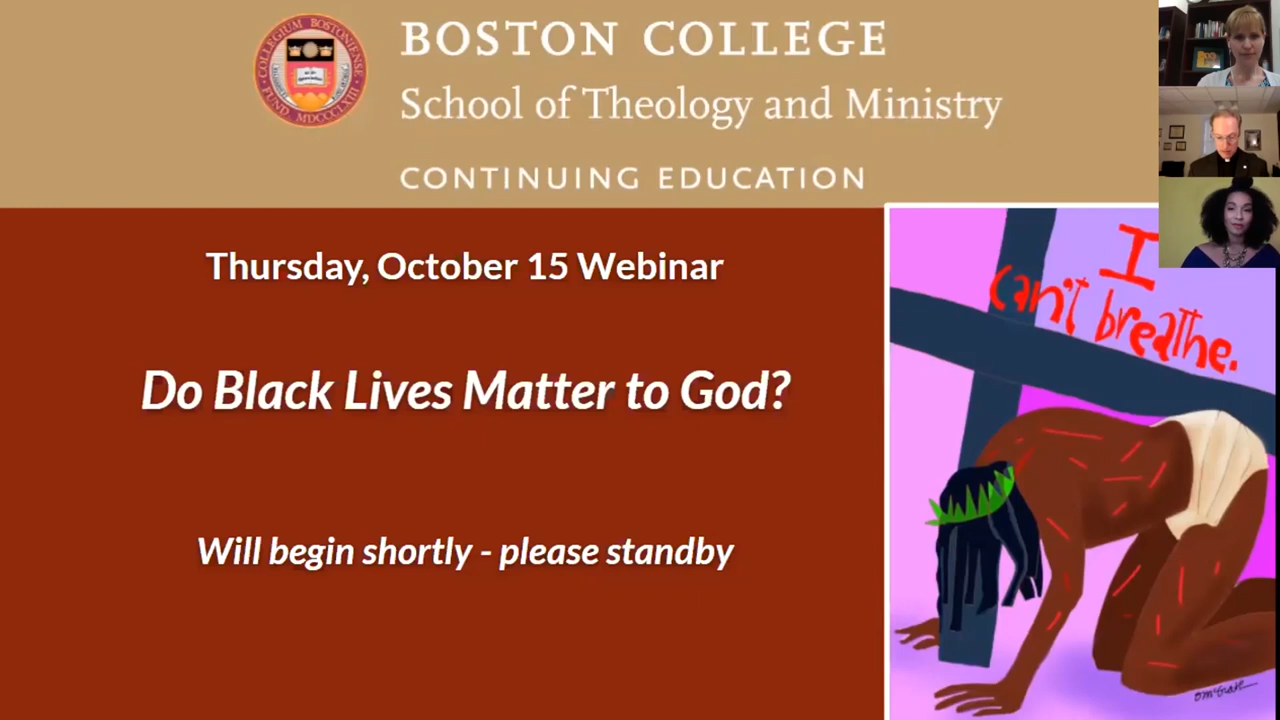 BOSTON COLLEGE
School of Theology and Ministry
CONTINUING EDUCATION
Thursday, October 15 Webinar
Do Black Lives Matter to God?
Will begin shortly - please standby
I
can't breathe.